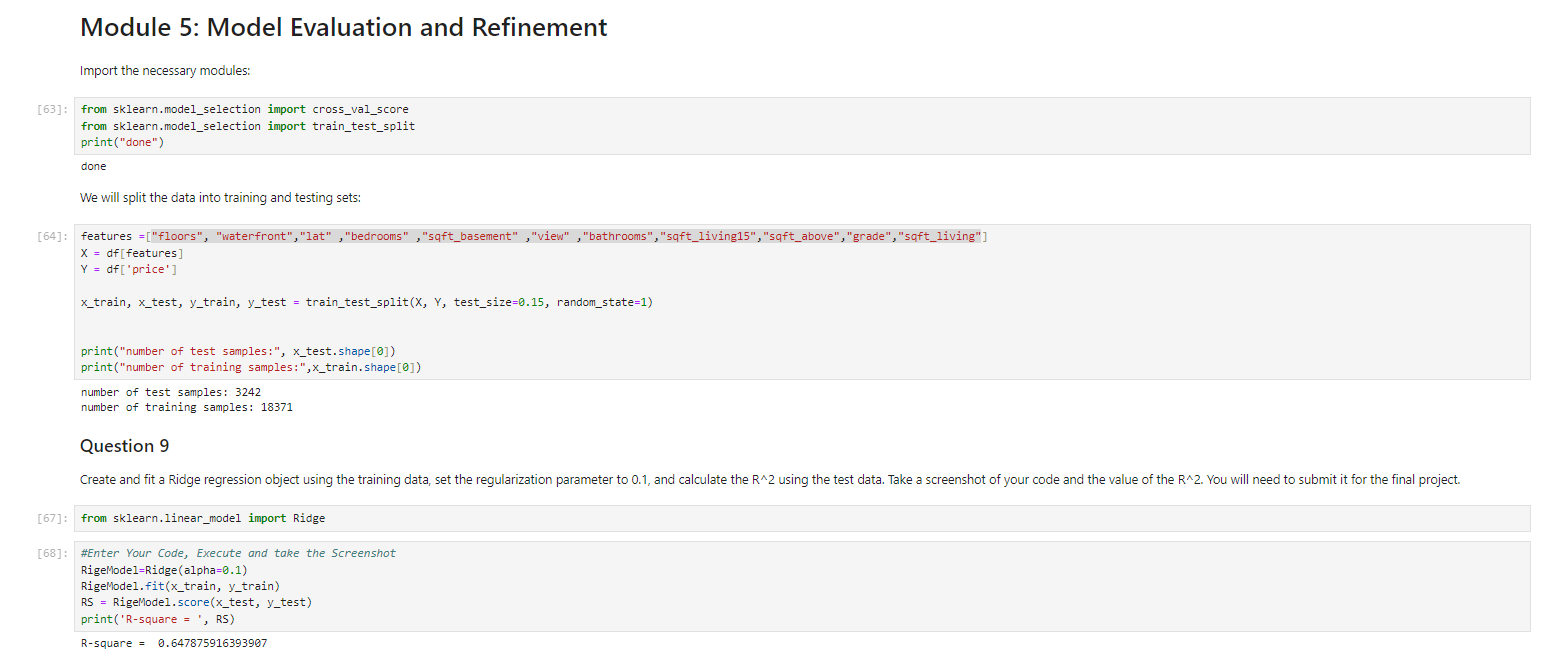 Module 5: Model Evaluation and Refinement
Import the necessary modules:
[63]: from sklearn.model_selection import cross_val_score
from sklearn.model_selection import train_test_split
print("done")
done
We will split the data into training and testing sets:
[64]: features =["floors", "waterfront","lat" ,"bedrooms" ,"sqft_basement" ,"view" ,"bathrooms","sqft_living15","sqft_above","grade","sqft_living"]
X = df[features]
Y = df['price']
x_train, x_test, y_train, y_test = train_test_split(X, Y, test_size=0.15, random_state=1)
print("number of test samples:", x_test.shape[0])
print("number of training samples:",x_train.shape[0])
number of test samples: 3242
number of training samples: 18371
Question 9
Create and fit a Ridge regression object using the training data, set the regularization parameter to 0.1, and calculate the R^2 using the test data. Take a screenshot of your code and the value of the R^2. You will need to submit it for the final project.
[67]: from sklearn.linear_model import Ridge
[68]: #Enter Your Code, Execute and take the Screenshot
RigeModel=Ridge(alpha=0.1)
RigeModel.fit(x_train, y_train)
RS = RigeModel.score(x_test, y_test)
print('R-square = ', RS)
R-square =  0.647875916393907